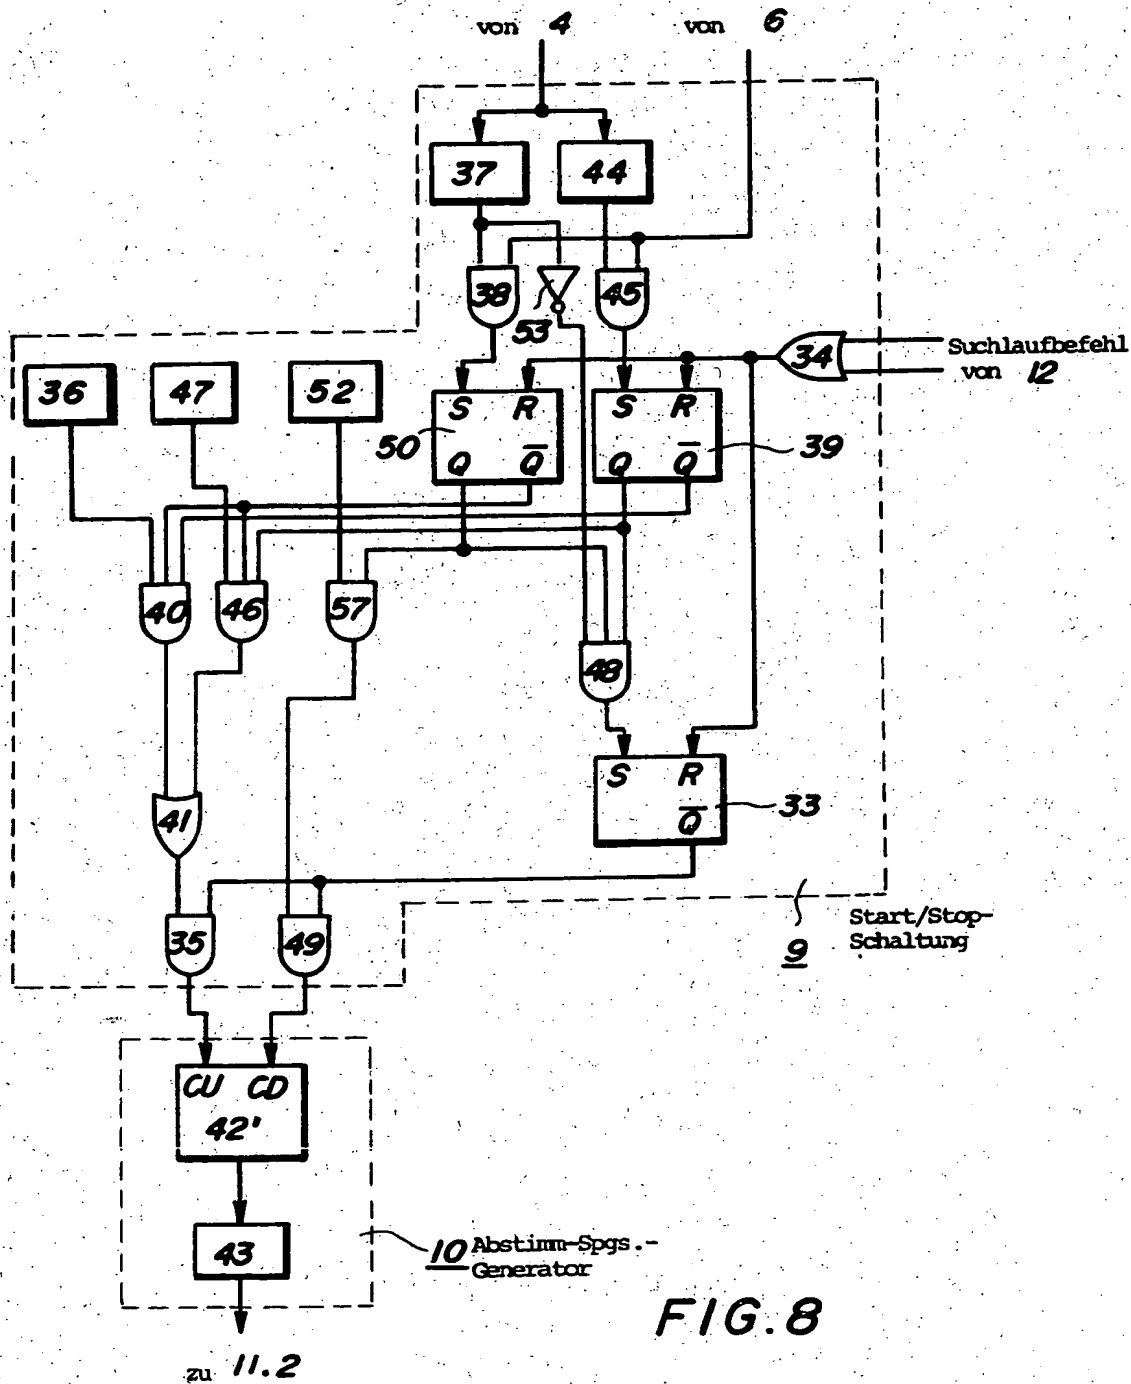 von 4
von 6
37
44
38
53
45
34
Suchlaufbefehl
von 12
36
47
52
50
S R
Q Q̅
S R
Q Q̅
39
40
46
57
48
S R
Q̅
33
41
35
49
9
Start/Stop-
Schaltung
CU CD
42'
43
10
Abstimm-Spgs.-
Generator
zu 11.2
FIG.8